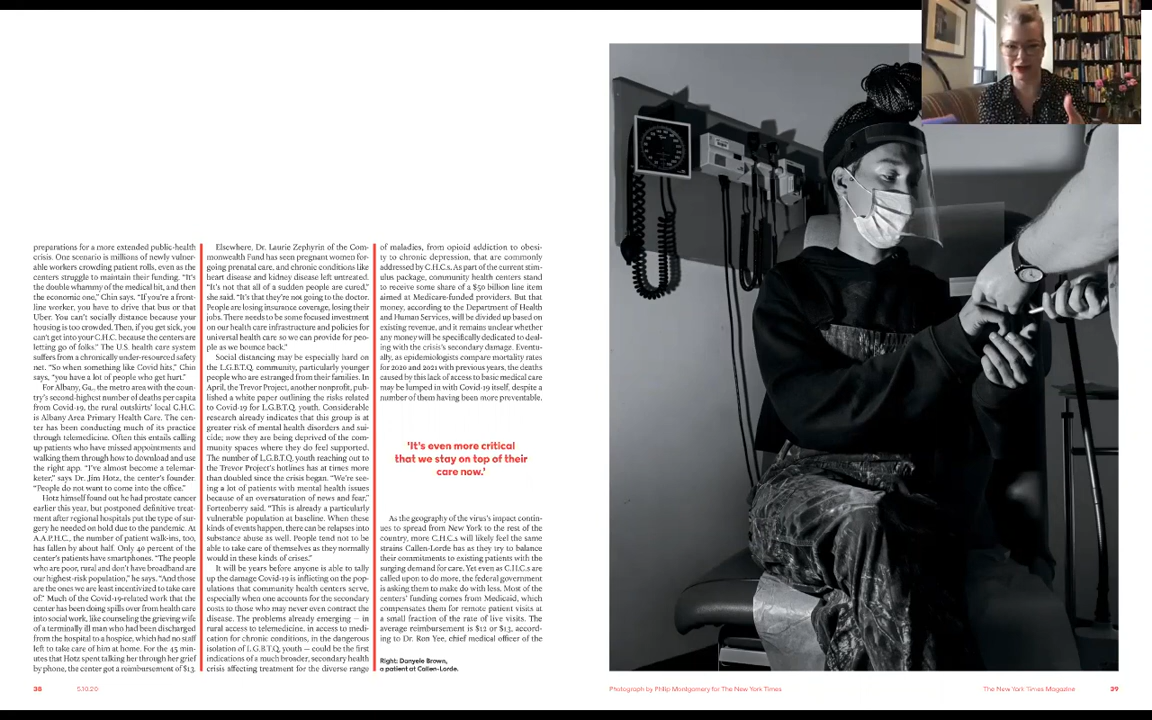 preparations for a more extended public-health
crisis. One scenario is millions of newly vulner-
able workers crowding patient rolls, even as the
centers struggle to maintain their funding. “It’s
the double whammy of the medical hit, and then
the economic one,” Chin says. “If you’re a front-
line worker, you have to drive that bus or that
Uber. You can’t socially distance because your
housing is too crowded. Then, if you get sick, you
can’t get into your C.H.C. because the centers are
letting go of folks.” The U.S. health care system
suffers from a chronically under-resourced safety
net. “So when something like Covid hits,” Chin
says, “you have a lot of people who get hurt.”
For Albany, Ga., the metro area with the coun-
try’s second-highest number of deaths per capita
from Covid-19, the rural outskirts’ local C.H.C.
is Albany Area Primary Health Care. The cen-
ter has been conducting much of its practice
through telemedicine. Often this entails calling
up patients who have missed appointments and
walking them through how to download and use
the right app. “I’ve almost become a telemar-
keter,” says Dr. Jim Hotz, the center’s founder.
“People do not want to come into the office.”
Hotz himself found out he had prostate cancer
earlier this year, but postponed definitive treat-
ment after regional hospitals put the type of sur-
gery he needed on hold due to the pandemic. At
A.A.P.H.C., the number of patient walk-ins, too,
has fallen by about half. Only 40 percent of the
center’s patients have smartphones. “The people
who are poor, rural and don’t have broadband are
our highest-risk population,” he says. “And those
are the ones we are least incentivized to take care
of.” Much of the Covid-19-related work that the
center has been doing spills over from health care
into social work, like counseling the grieving wife
of a terminally ill man who had been discharged
from the hospital to a hospice, which had no staff
left to take care of him at home. For the 45 min-
utes that Hotz spent talking her through her grief
by phone, the center got a reimbursement of $13.
Elsewhere, Dr. Laurie Zephyrin of the Com-
monwealth Fund has seen pregnant women for-
going prenatal care, and chronic conditions like
heart disease and kidney disease left untreated.
“It’s not that all of a sudden people are cured,”
she said. “It’s that they’re not going to the doctor.
People are losing insurance coverage, losing their
jobs. There needs to be some focused investment
on our health care infrastructure and policies for
universal health care so we can provide for peo-
ple as we bounce back.”
Social distancing may be especially hard on
the L.G.B.T.Q. community, particularly younger
people who are estranged from their families. In
April, the Trevor Project, another nonprofit, pub-
lished a white paper outlining the risks related
to Covid-19 for L.G.B.T.Q. youth. Considerable
research already indicates that this group is at
greater risk of mental health disorders and sui-
cide; now they are being deprived of the com-
munity spaces where they do feel supported.
The number of L.G.B.T.Q. youth reaching out to
the Trevor Project’s hotlines has at times more
than doubled since the crisis began. “We’re see-
ing a lot of patients with mental health issues
because of an oversaturation of news and fear,”
Fortenberry said. “This is already a particularly
vulnerable population at baseline. When these
kinds of events happen, there can be relapses into
substance abuse as well. People tend not to be
able to take care of themselves as they normally
would in these kinds of crises.”
It will be years before anyone is able to tally
up the damage Covid-19 is inflicting on the pop-
ulations that community health centers serve,
especially when one accounts for the secondary
costs to those who may never even contract the
disease. The problems already emerging — in
rural access to telemedicine, in access to medi-
cation for chronic conditions, in the dangerous
isolation of L.G.B.T.Q. youth — could be the first
indications of a much broader, secondary health
crisis affecting treatment for the diverse range
of maladies, from opioid addiction to obesi-
ty to chronic depression, that are commonly
addressed by C.H.C.s. As part of the current stim-
ulus package, community health centers stand
to receive some share of a $50 billion line item
aimed at Medicare-funded providers. But that
money, according to the Department of Health
and Human Services, will be divided up based on
existing revenue, and it remains unclear whether
any money will be specifically dedicated to deal-
ing with the crisis’s secondary damage. Eventu-
ally, as epidemiologists compare mortality rates
for 2020 and 2021 with previous years, the deaths
caused by this lack of access to basic medical care
may be lumped in with Covid-19 itself, despite a
number of them having been more preventable.
‘It’s even more critical
that we stay on top of their
care now.’
As the geography of the virus’s impact contin-
ues to spread from New York to the rest of the
country, more C.H.C.s will likely feel the same
strains Callen-Lorde has as they try to balance
their commitments to existing patients with the
surging demand for care. Yet even as C.H.C.s are
called upon to do more, the federal government
is asking them to make do with less. Most of the
centers’ funding comes from Medicaid, which
compensates them for remote patient visits at
a small fraction of the rate of live visits. The
average reimbursement is $12 or $13, accord-
ing to Dr. Ron Yee, chief medical officer of the
Right: Danyele Brown,
a patient at Callen-Lorde.
38
5.10.20
Photograph by Philip Montgomery for The New York Times
The New York Times Magazine
39